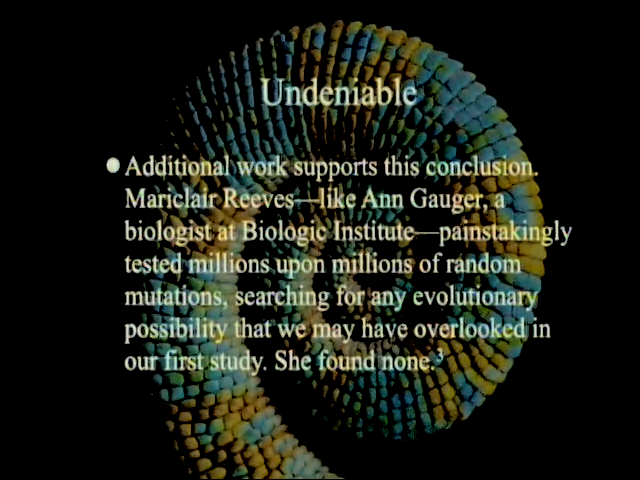 Undeniable
Additional work supports this conclusion.
Mariclair Reeves—like Ann Gauger, a
biologist at Biologic Institute—painstakingly
tested millions upon millions of random
mutations, searching for any evolutionary
possibility that we may have overlooked in
our first study. She found none.3